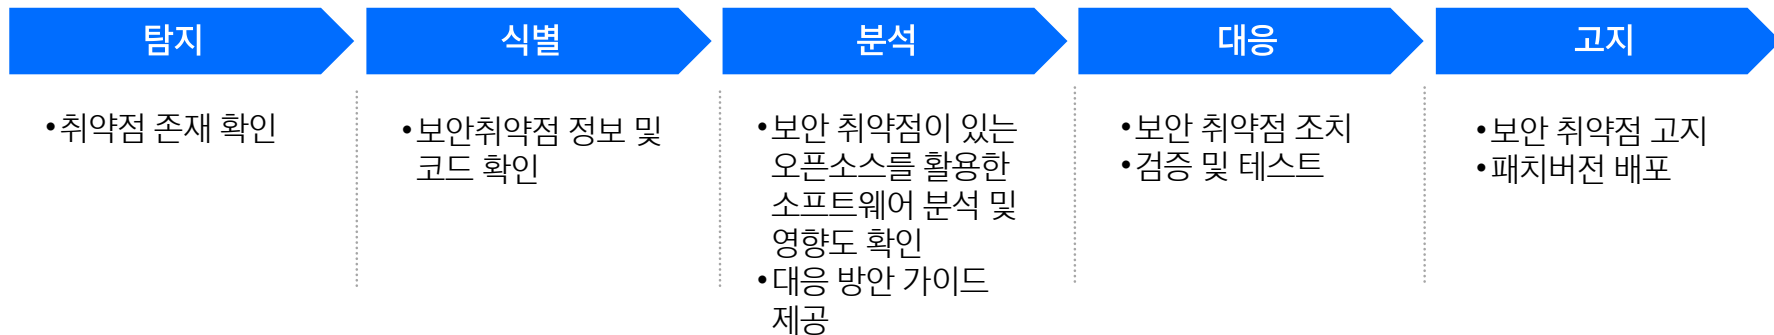 탐지
•취약점 존재 확인
식별
•보안취약점 정보 및
코드 확인
분석
•보안 취약점이 있는
오픈소스를 활용한
소프트웨어 분석 및
영향도 확인
•대응 방안 가이드
제공
대응
•보안 취약점 조치
•검증 및 테스트
고지
•보안 취약점 고지
•패치버전 배포